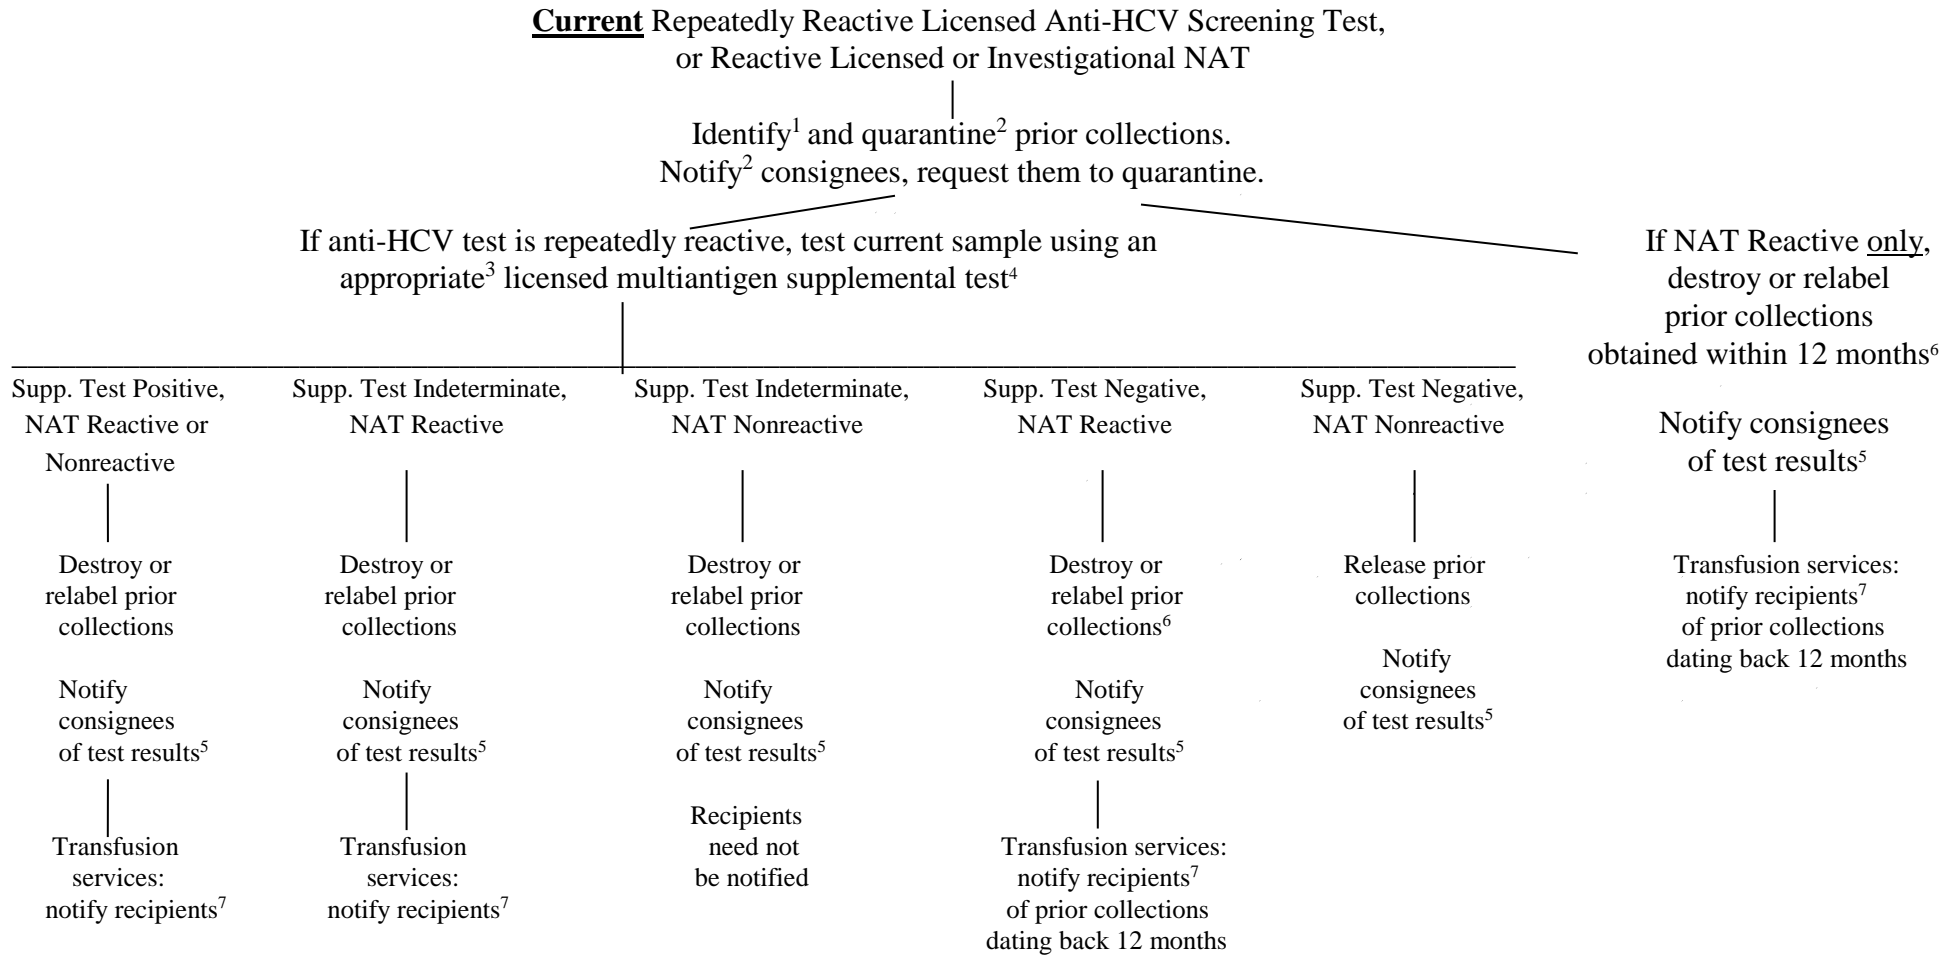 Current Repeatedly Reactive Licensed Anti-HCV Screening Test,
or Reactive Licensed or Investigational NAT
Identify¹ and quarantine² prior collections.
Notify² consignees, request them to quarantine.
If anti-HCV test is repeatedly reactive, test current sample using an
appropriate³ licensed multiantigen supplemental test⁴
If NAT Reactive only,
destroy or relabel
prior collections
obtained within 12 months⁶
Notify consignees
of test results⁵
Transfusion services:
notify recipients⁷
of prior collections
dating back 12 months
Supp. Test Positive,
NAT Reactive or
Nonreactive
Destroy or
relabel prior
collections
Notify
consignees
of test results⁵
Transfusion
services:
notify recipients⁷
Supp. Test Indeterminate,
NAT Reactive
Destroy or
relabel prior
collections
Notify
consignees
of test results⁵
Transfusion
services:
notify recipients⁷
Supp. Test Indeterminate,
NAT Nonreactive
Destroy or
relabel prior
collections
Notify
consignees
of test results⁵
Recipients
need not
be notified
Supp. Test Negative,
NAT Reactive
Destroy or
relabel prior
collections⁶
Notify
consignees
of test results⁵
Transfusion services:
notify recipients⁷
of prior collections
dating back 12 months
Supp. Test Negative,
NAT Nonreactive
Release prior
collections
Notify
consignees
of test results⁵